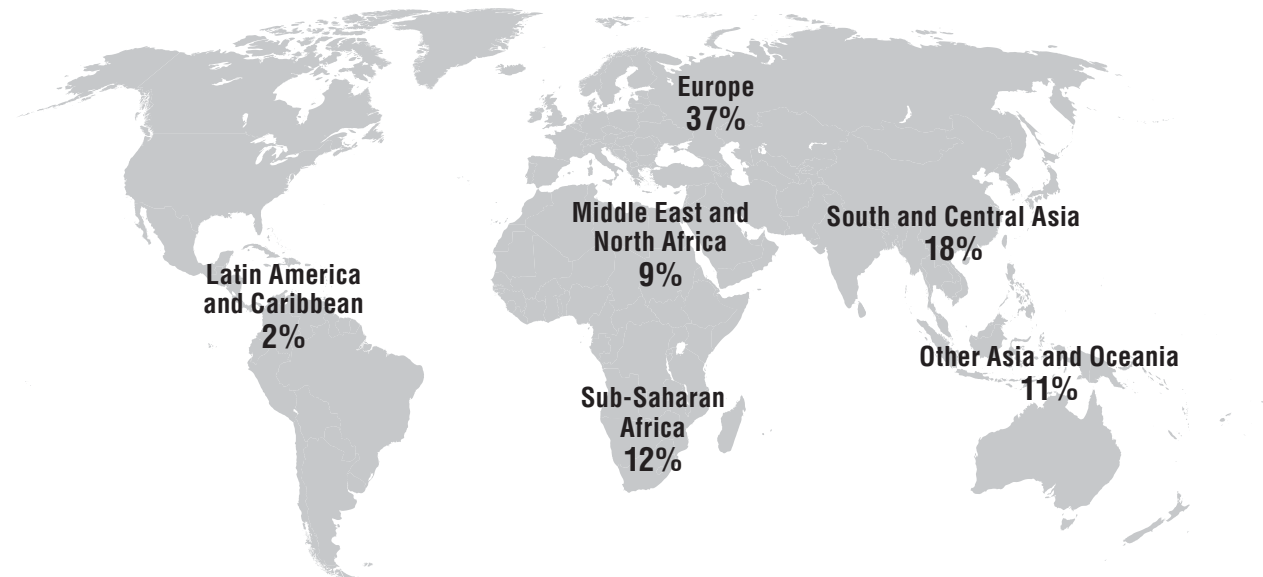 Europe
37%
Middle East and
North Africa
9%
South and Central Asia
18%
Latin America
and Caribbean
2%
Other Asia and Oceania
11%
Sub-Saharan
Africa
12%